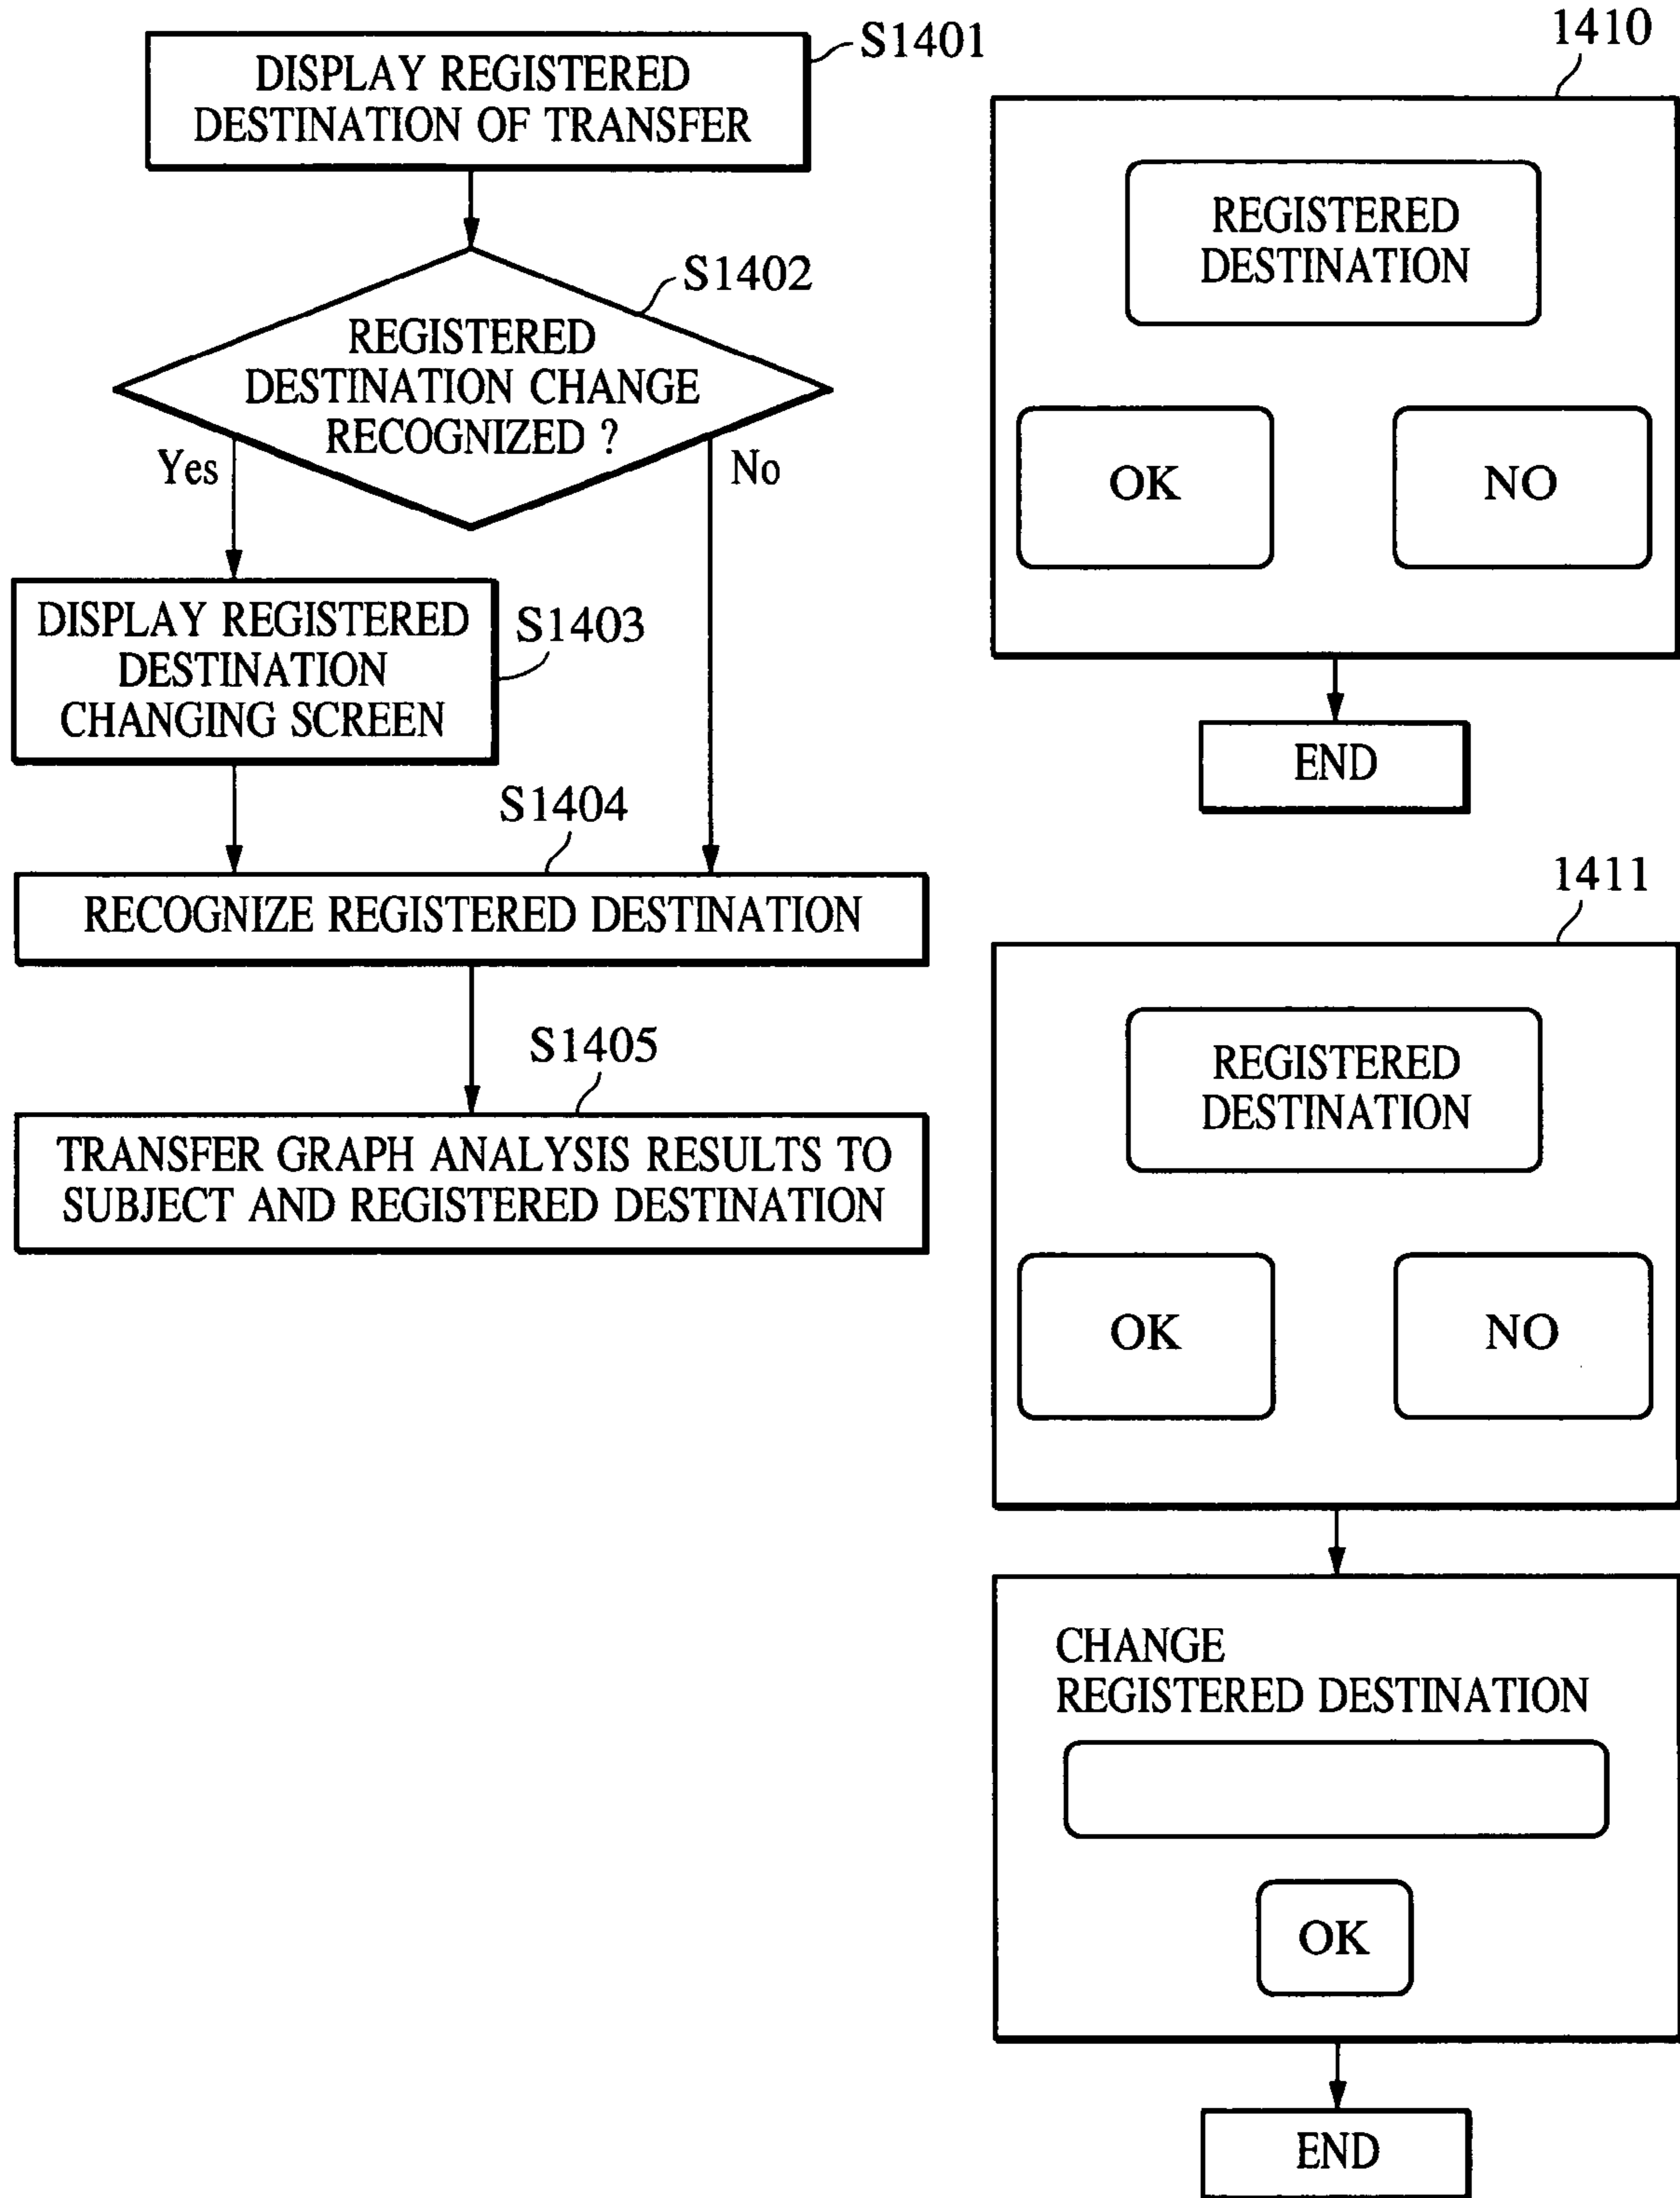 S1401
DISPLAY REGISTERED
DESTINATION OF TRANSFER
S1402
REGISTERED
DESTINATION CHANGE
RECOGNIZED ?
Yes
No
DISPLAY REGISTERED
DESTINATION
CHANGING SCREEN
S1403
S1404
RECOGNIZE REGISTERED DESTINATION
S1405
TRANSFER GRAPH ANALYSIS RESULTS TO
SUBJECT AND REGISTERED DESTINATION
1410
REGISTERED
DESTINATION
OK
NO
END
1411
REGISTERED
DESTINATION
OK
NO
CHANGE
REGISTERED DESTINATION
OK
END